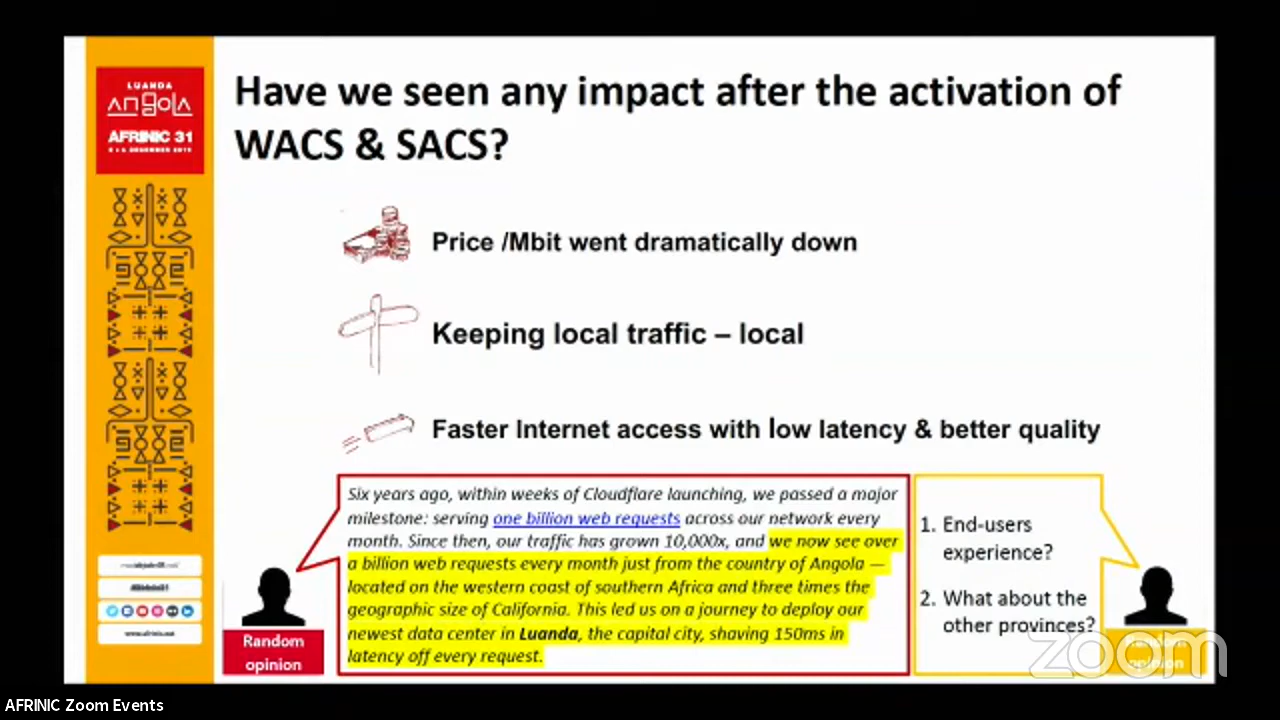 LUANDA
angola
AFRINIC 31
Have we seen any impact after the activation of
WACS & SACS?
Price /Mbit went dramatically down
Keeping local traffic – local
Faster Internet access with low latency & better quality
Six years ago, within weeks of Cloudflare launching, we passed a major
milestone: serving one billion web requests across our network every
month. Since then, our traffic has grown 10,000x, and we now see over
a billion web requests every month just from the country of Angola —
located on the western coast of southern Africa and three times the
geographic size of California. This led us on a journey to deploy our
newest data center in Luanda, the capital city, shaving 150ms in
latency off every request.
Random
opinion
1. End-users
experience?
2. What about the
other provinces?
opinion
zoom
www.afrinic.net
AFRINIC Zoom Events